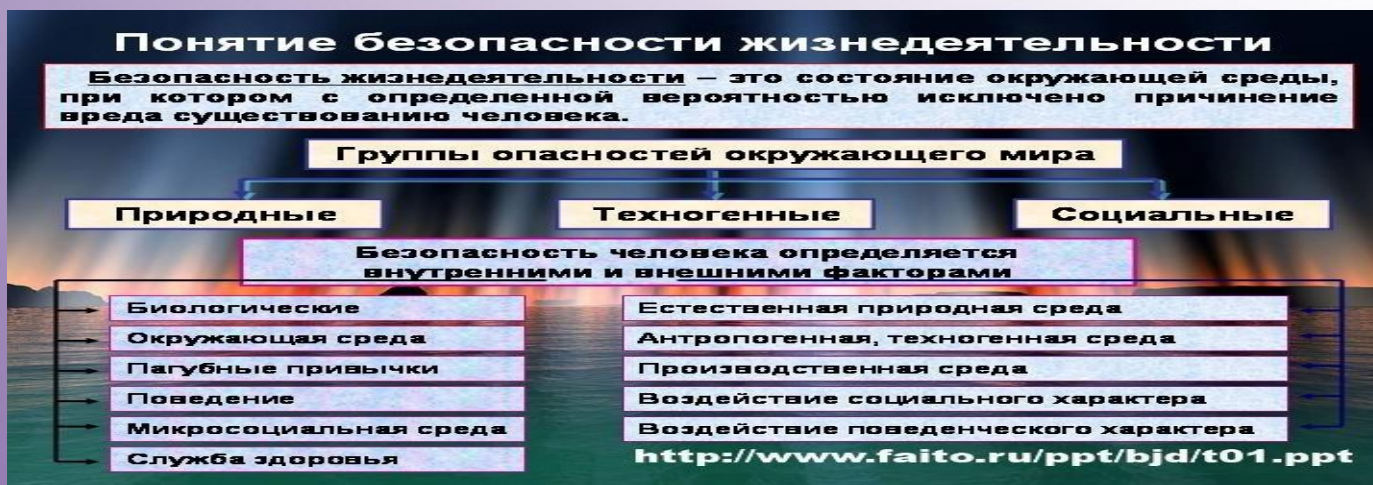 Понятие безопасности жизнедеятельности
Безопасность жизнедеятельности – это состояние окружающей среды,
при котором с определенной вероятностью исключено причинение
вреда существованию человека.
Группы опасностей окружающего мира
Природные
Техногенные
Социальные
Безопасность человека определяется
внутренними и внешними факторами
Биологические
Окружающая среда
Пагубные привычки
Поведение
Микросоциальная среда
Служба здоровья
Естественная природная среда
Антропогенная, техногенная среда
Производственная среда
Воздействие социального характера
Воздействие поведенческого характера
http://www.faito.ru/ppt/bjd/t01.ppt